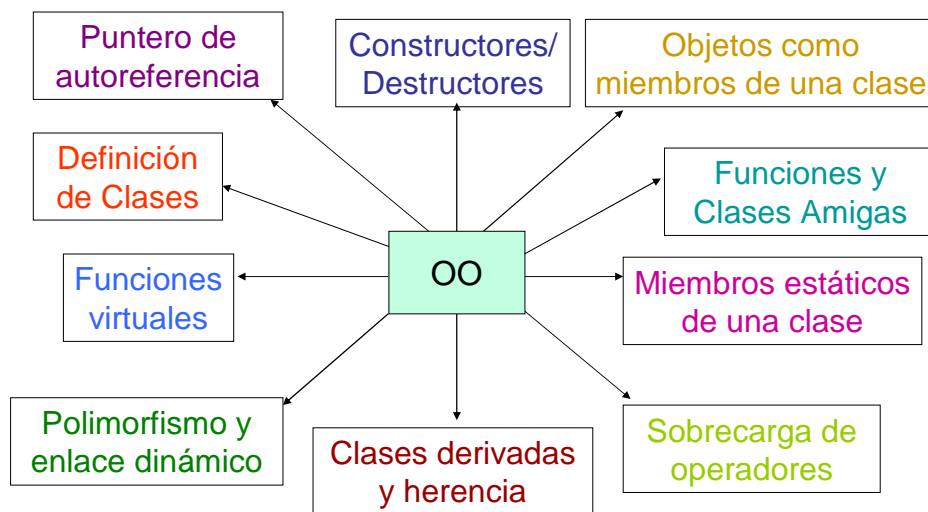 Puntero de
autoreferencia
Constructores/
Destructores
Objetos como
miembros de una clase
Definición
de Clases
Funciones y
Clases Amigas
OO
Funciones
virtuales
Miembros estáticos
de una clase
Polimorfismo y
enlace dinámico
Clases derivadas
y herencia
Sobrecarga de
operadores